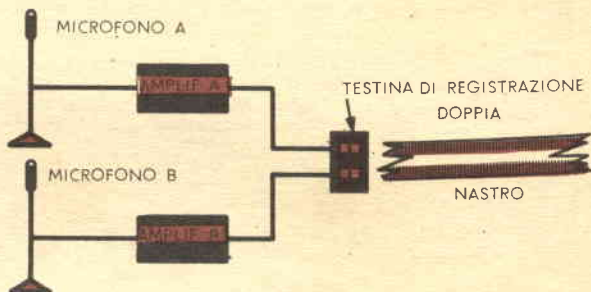 MICROFONO A
AMPLIF. A
TESTINA DI REGISTRAZIONE
DOPPIA
MICROFONO B
NASTRO
AMPLIF. B